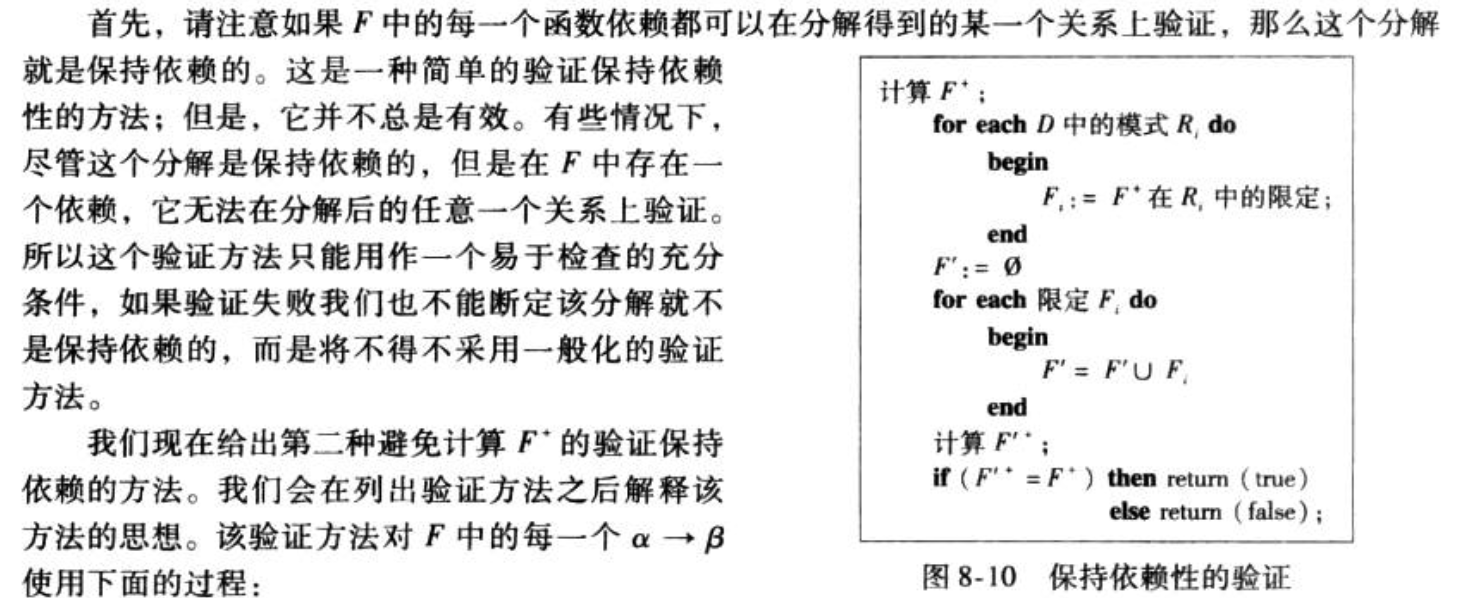 首先，请注意如果 F 中的每一个函数依赖都可以在分解得到的某一个关系上验证，那么这个分解
就是保持依赖的。这是一种简单的验证保持依赖
性的方法；但是，它并不总是有效。有些情况下，
尽管这个分解是保持依赖的，但是在 F 中存在一
个依赖，它无法在分解后的任意一个关系上验证。
所以这个验证方法只能用作一个易于检查的充分
条件，如果验证失败我们也不能断定该分解就不
是保持依赖的，而是将不得不采用一般化的验证
方法。
我们现在给出第二种避免计算 F⁺ 的验证保持
依赖的方法。我们会在列出验证方法之后解释该
方法的思想。该验证方法对 F 中的每一个 α → β
使用下面的过程：
计算 F⁺；
for each D 中的模式 Rᵢ do
begin
Fᵢ := F⁺ 在 Rᵢ 中的限定；
end
F′ := Ø
for each 限定 Fᵢ do
begin
F′ = F′ ∪ Fᵢ
end
计算 F′⁺；
if ( F′⁺ = F⁺ ) then return (true)
else return (false)；
图 8-10 保持依赖性的验证